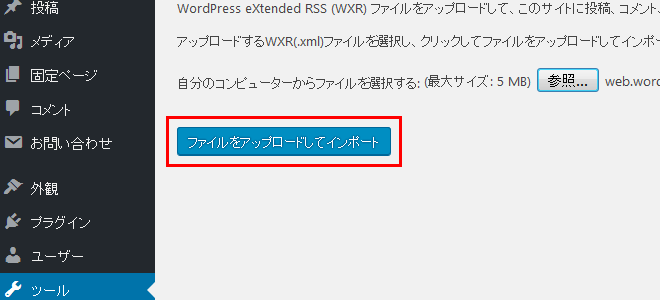 投稿
メディア
固定ページ
コメント
お問い合わせ
外観
プラグイン
ユーザー
ツール
WordPress eXtended RSS (WXR) ファイルをアップロードして、このサイトに投稿、コメント、
アップロードするWXR(.xml)ファイルを選択し、クリックしてファイルをアップロードしてインポー
自分のコンピューターからファイルを選択する: (最大サイズ: 5 MB) 参照... web.wor
ファイルをアップロードしてインポート